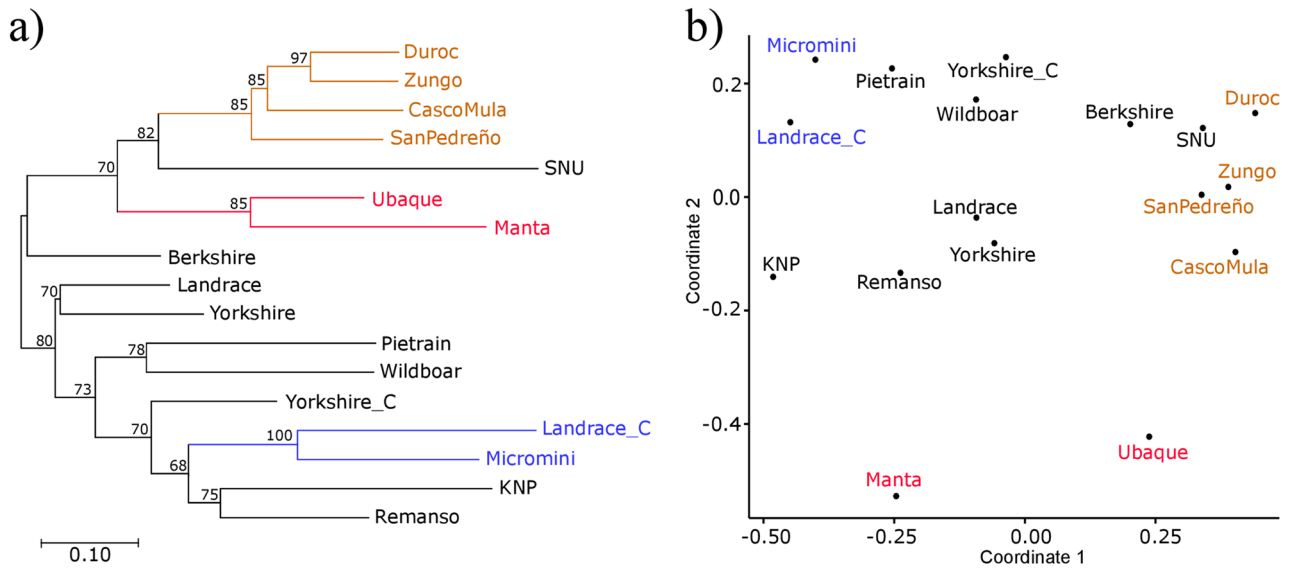 a)
97
Duroc
85
Zungo
85
CascoMula
82
SanPedreño
70
SNU
85
Ubaque
Manta
Berkshire
70
Landrace
Yorkshire
80
78
Pietrain
Wildboar
73
Yorkshire_C
70
100
Landrace_C
68
Micromini
75
KNP
Remanso
0.10
b)
Micromini
Pietrain
Yorkshire_C
Wildboar
Berkshire
Duroc
Landrace_C
SNU
Zungo
Landrace
SanPedreño
Yorkshire
KNP
Remanso
CascoMula
Ubaque
Manta
0.2
0.0
-0.2
-0.4
Coordinate 2
-0.50 -0.25 0.00 0.25
Coordinate 1